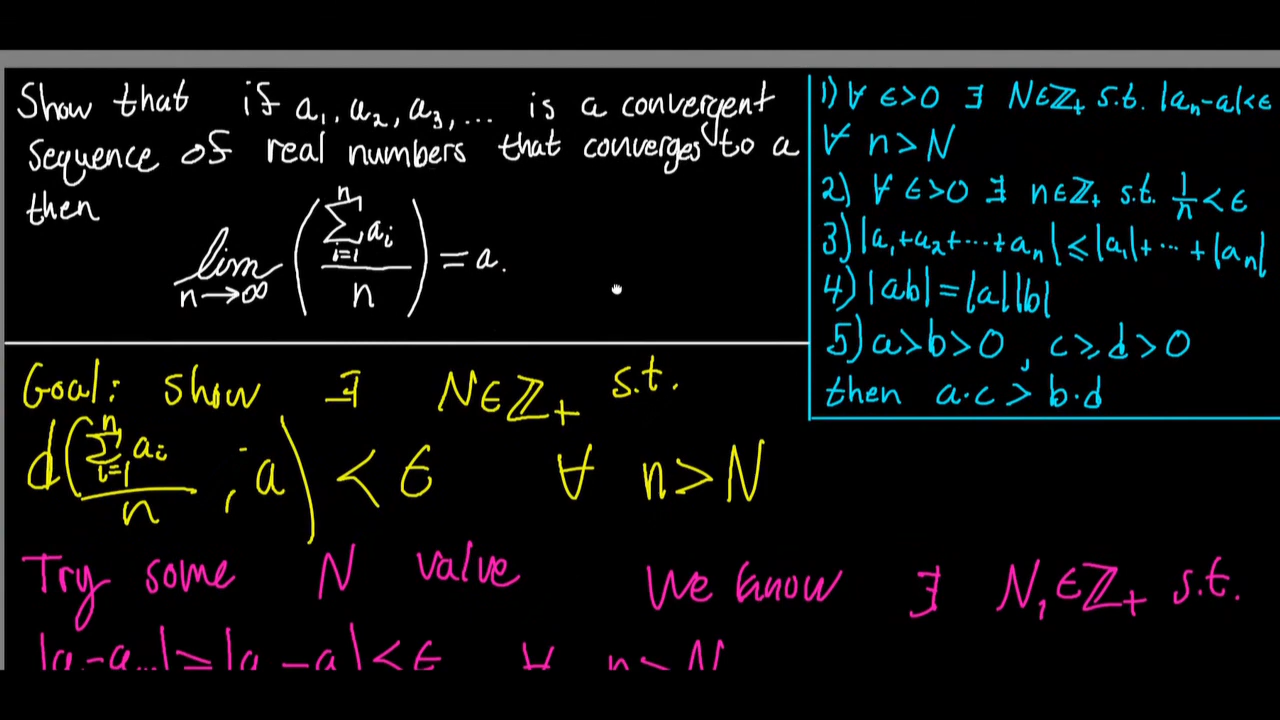 Show that if a₁, a₂, a₃, ... is a convergent
sequence of real numbers that converges to a
then
lim n→∞ (∑ᵢ₌₁ⁿ aᵢ / n) = a.
1) ∀ ϵ>0 ∃ N∈ℤ₊ s.t. |aₙ-a|<ϵ
∀ n>N
2) ∀ ϵ>0 ∃ n∈ℤ₊ s.t. 1/n < ϵ
3) |a₁+a₂+⋯+aₙ| ≤ |a₁|+⋯+|aₙ|
4) |ab|=|a||b|
5) a>b>0, c≥d>0
then a·c > b·d
Goal: show ∃ N∈ℤ₊ s.t.
d(∑ᵢ₌₁ⁿ aᵢ / n, a) < ϵ ∀ n>N
Try some N value We know ∃ N₁∈ℤ₊ s.t.